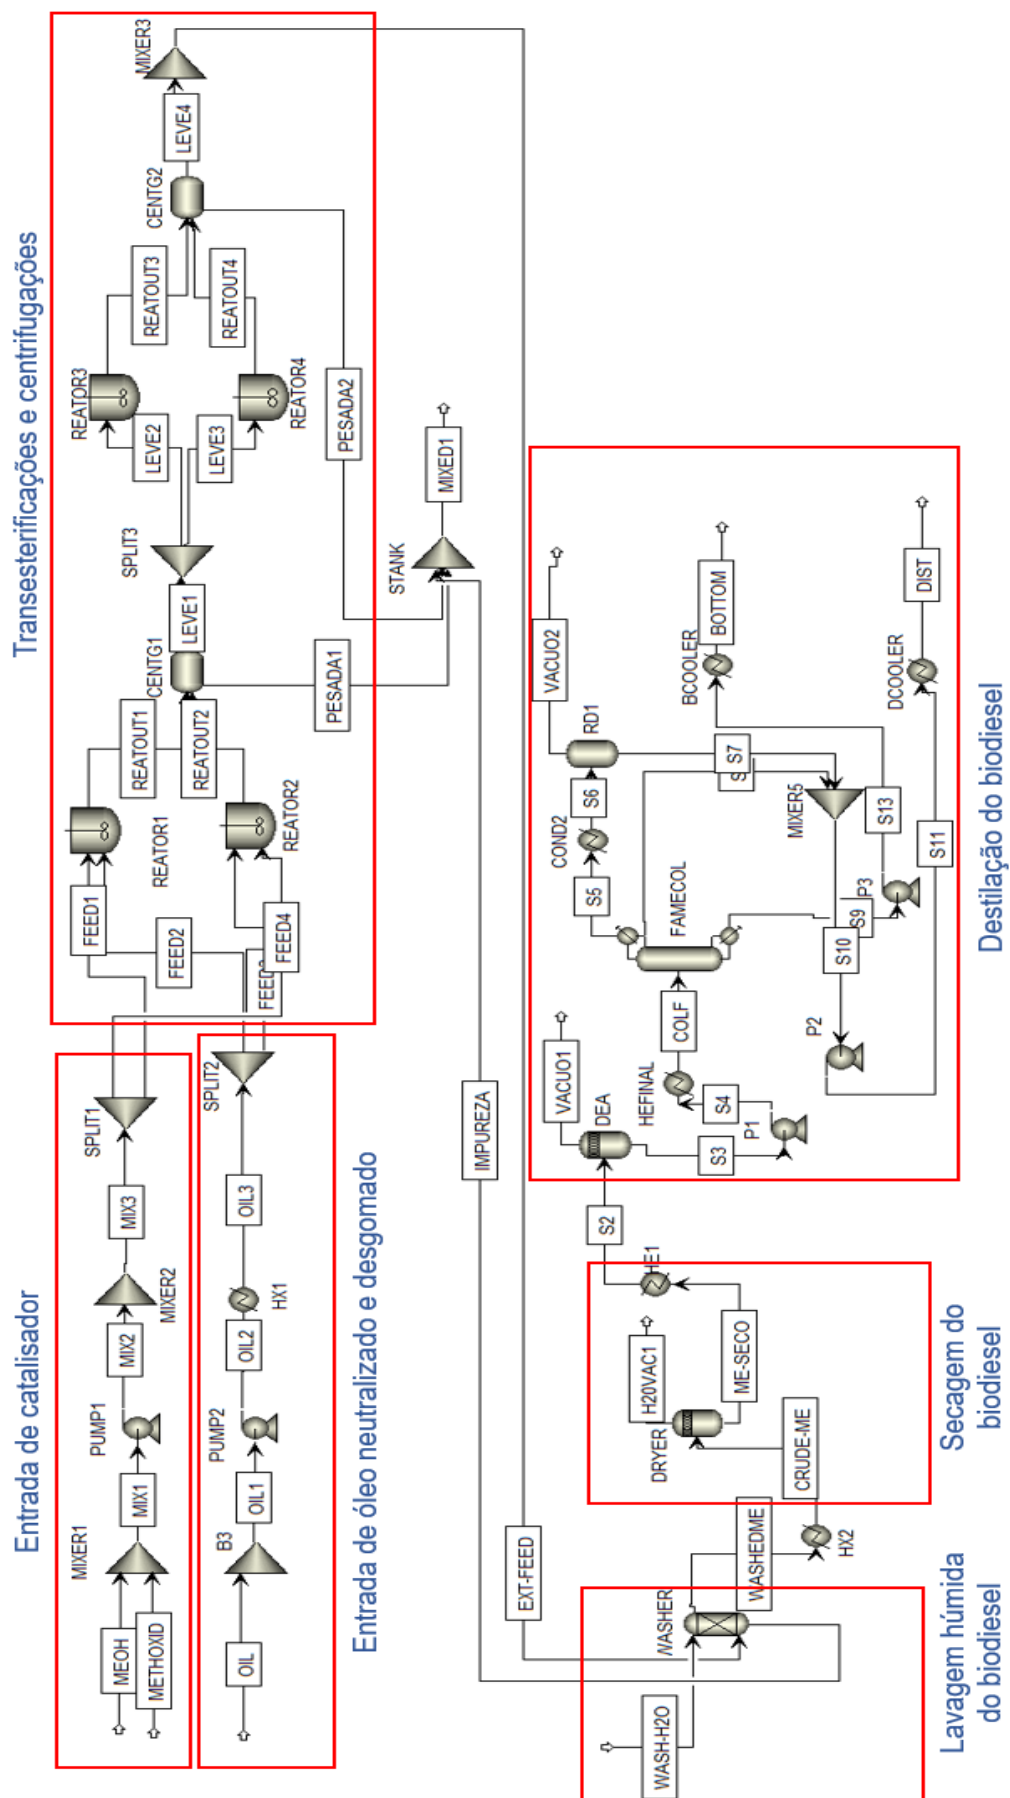 Entrada de catalisador
MEOH
METHOXID
MIXER1
MIX1
PUMP1
MIX2
MIXER2
MIX3
SPLIT1
Entrada de óleo neutralizado e desgomado
OIL
B3
OIL1
PUMP2
OIL2
HX1
OIL3
SPLIT2
Transesterificações e centrifugações
FEED1
FEED2
FEED4
REATOR1
REATOR2
REATOUT1
REATOUT2
CENTG1
LEVE1
SPLIT3
LEVE2
LEVE3
REATOR3
REATOR4
REATOUT3
REATOUT4
CENTG2
LEVE4
MIXER3
PESADA1
PESADA2
STANK
MIXED1
IMPUREZA
EXT-FEED
Lavagem húmida
do biodiesel
WASH-H2O
WASHER
WASHEDME
HX2
Secagem do
biodiesel
CRUDE-ME
DRYER
H20VAC1
ME-SECO
HE1
S2
Destilação do biodiesel
DEA
VACUO1
S3
P1
S4
HEFINAL
COLF
FAMECOL
S5
COND2
S6
RD1
VACUO2
S7
MIXER5
S10
P2
S11
DCOOLER
DIST
S9
P3
S13
BCOOLER
BOTTOM